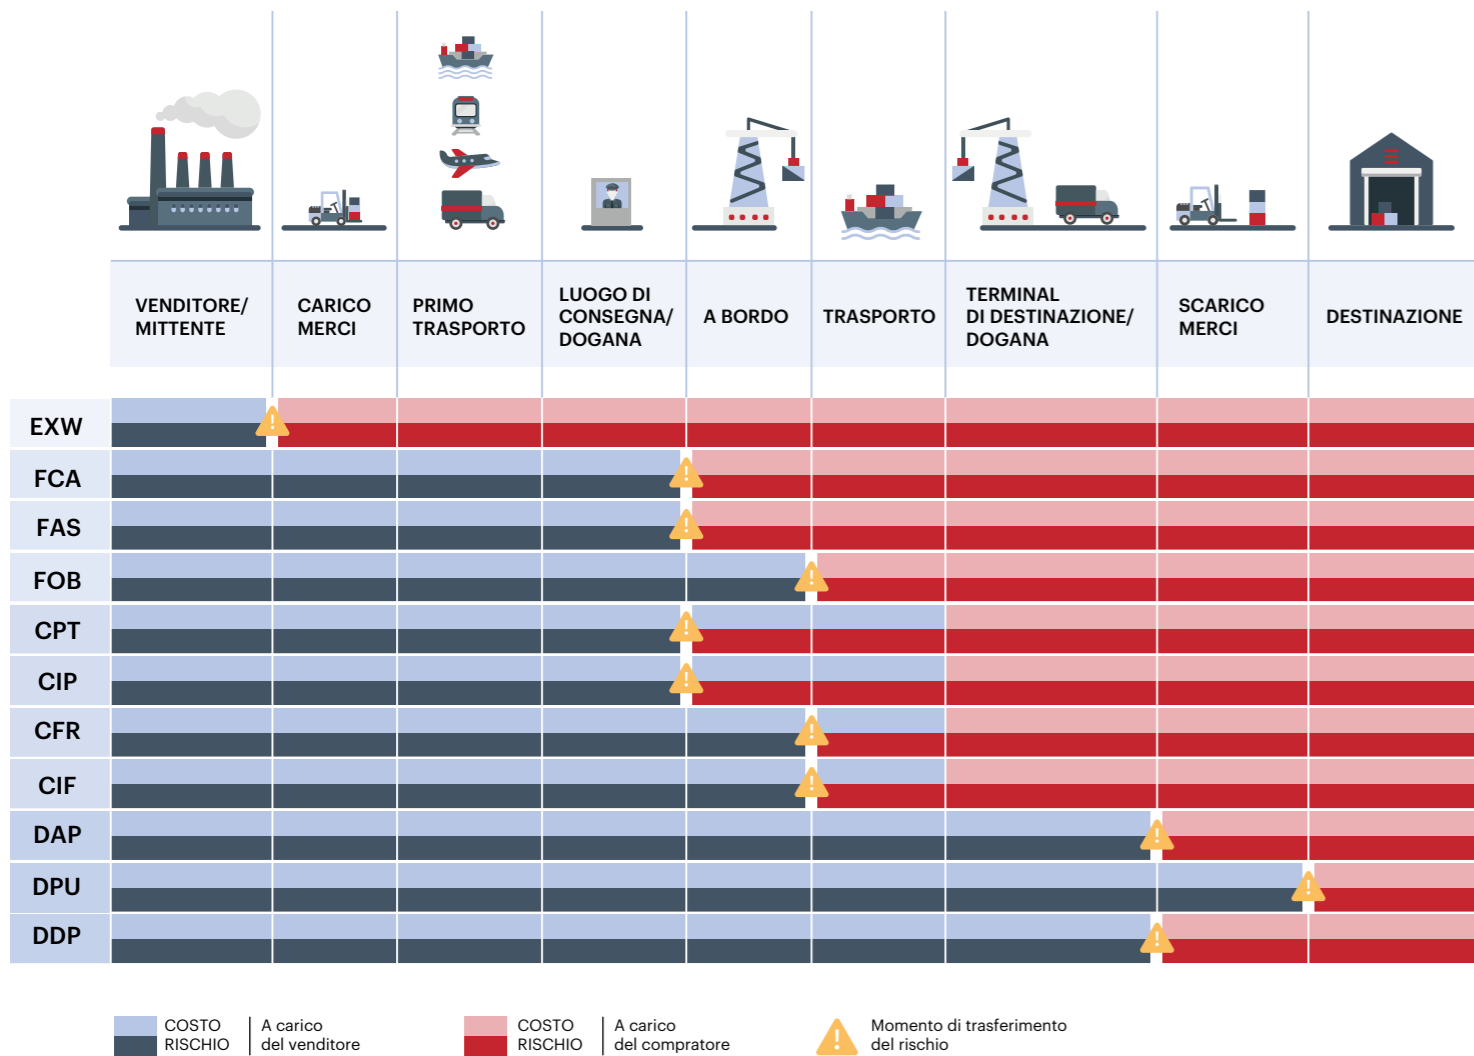 VENDITORE/
MITTENTE
CARICO
MERCI
PRIMO
TRASPORTO
LUOGO DI
CONSEGNA/
DOGANA
A BORDO
TRASPORTO
TERMINAL
DI DESTINAZIONE/
DOGANA
SCARICO
MERCI
DESTINAZIONE
EXW
FCA
FAS
FOB
CPT
CIP
CFR
CIF
DAP
DPU
DDP
COSTO
RISCHIO
A carico
del venditore
COSTO
RISCHIO
A carico
del compratore
Momento di trasferimento
del rischio